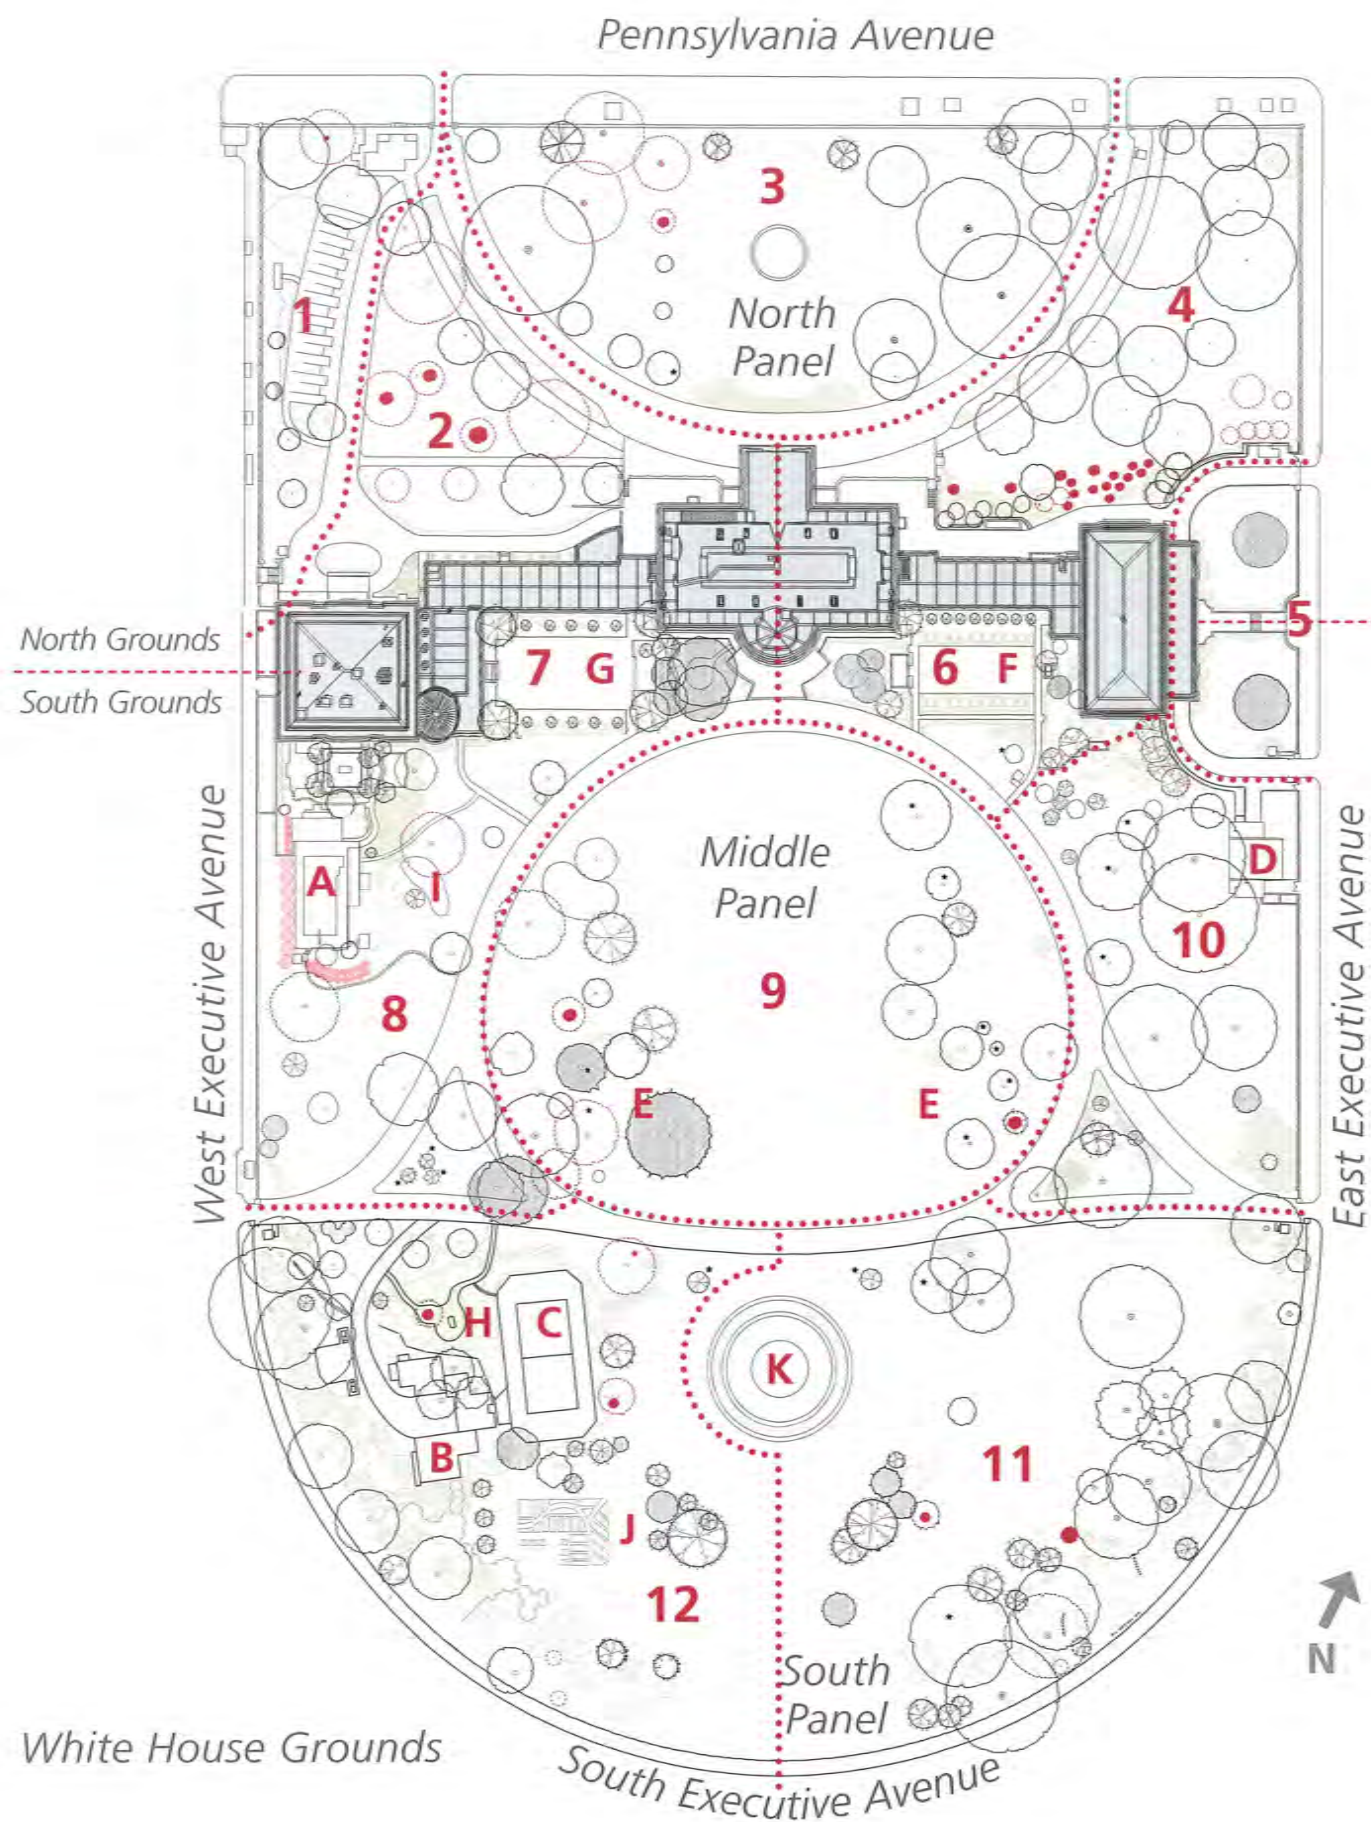 Pennsylvania Avenue
3
North
Panel
4
1
2
North Grounds
South Grounds
5
7 G
6 F
West Executive Avenue
East Executive Avenue
Middle
Panel
D
A
I
10
9
8
E
E
H
C
K
B
11
J
12
N
South
Panel
White House Grounds
South Executive Avenue